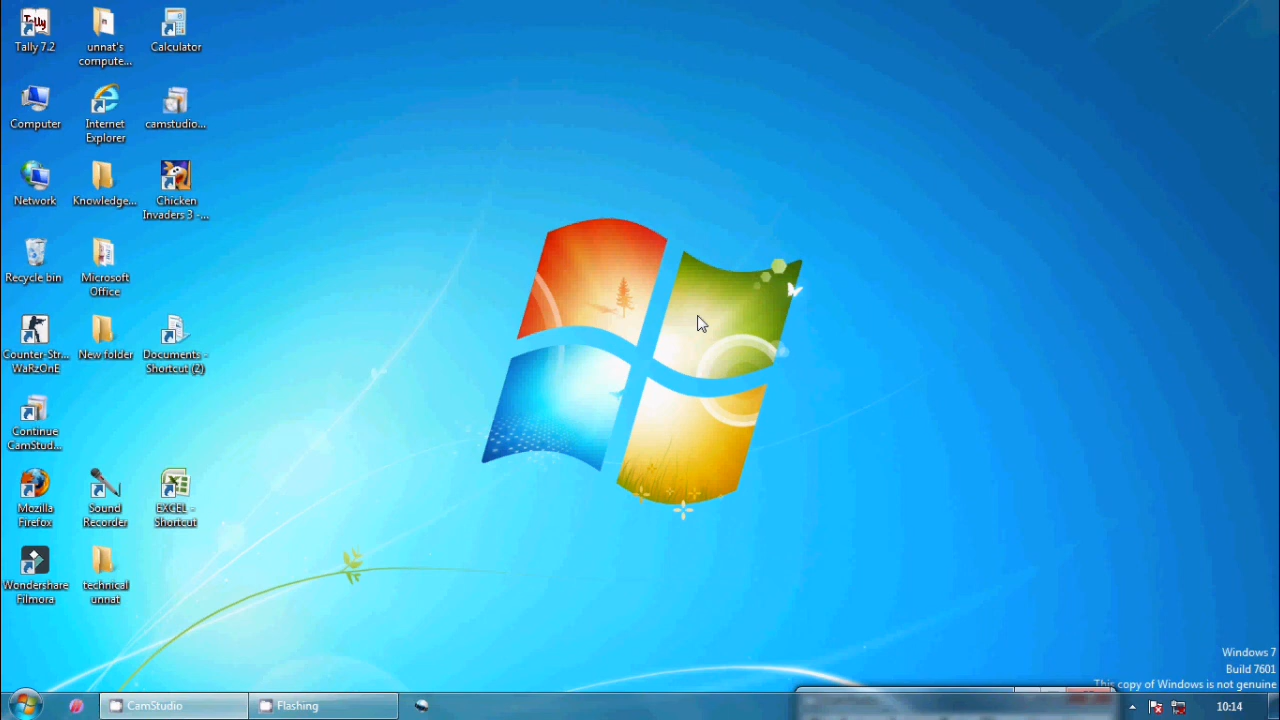 Tally 7.2
unnat's
compute...
Calculator
Computer
Internet
Explorer
camstudio...
Network
Knowledge...
Chicken
Invaders 3 -...
Recycle bin
Microsoft
Office
Counter-Str...
WaRzOnE
New folder
Documents -
Shortcut (2)
Continue
CamStud...
Mozilla
Firefox
Sound
Recorder
EXCEL -
Shortcut
Wondershare
Filmora
technical
unnat
Windows 7
Build 7601
This copy of Windows is not genuine
CamStudio
Flashing
10:14